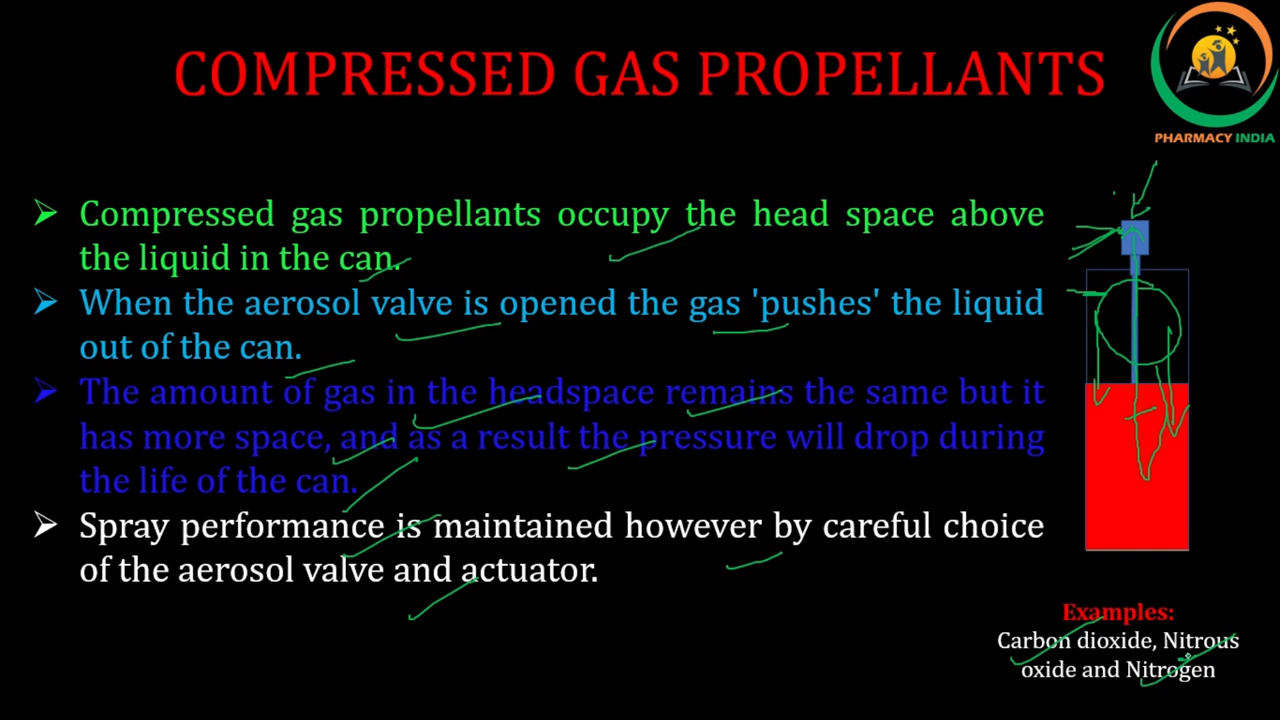 COMPRESSED GAS PROPELLANTS
PHARMACY INDIA
Compressed gas propellants occupy the head space above
the liquid in the can.
When the aerosol valve is opened the gas 'pushes' the liquid
out of the can.
The amount of gas in the headspace remains the same but it
has more space, and as a result the pressure will drop during
the life of the can.
Spray performance is maintained however by careful choice
of the aerosol valve and actuator.
Examples:
Carbon dioxide, Nitrous
oxide and Nitrogen